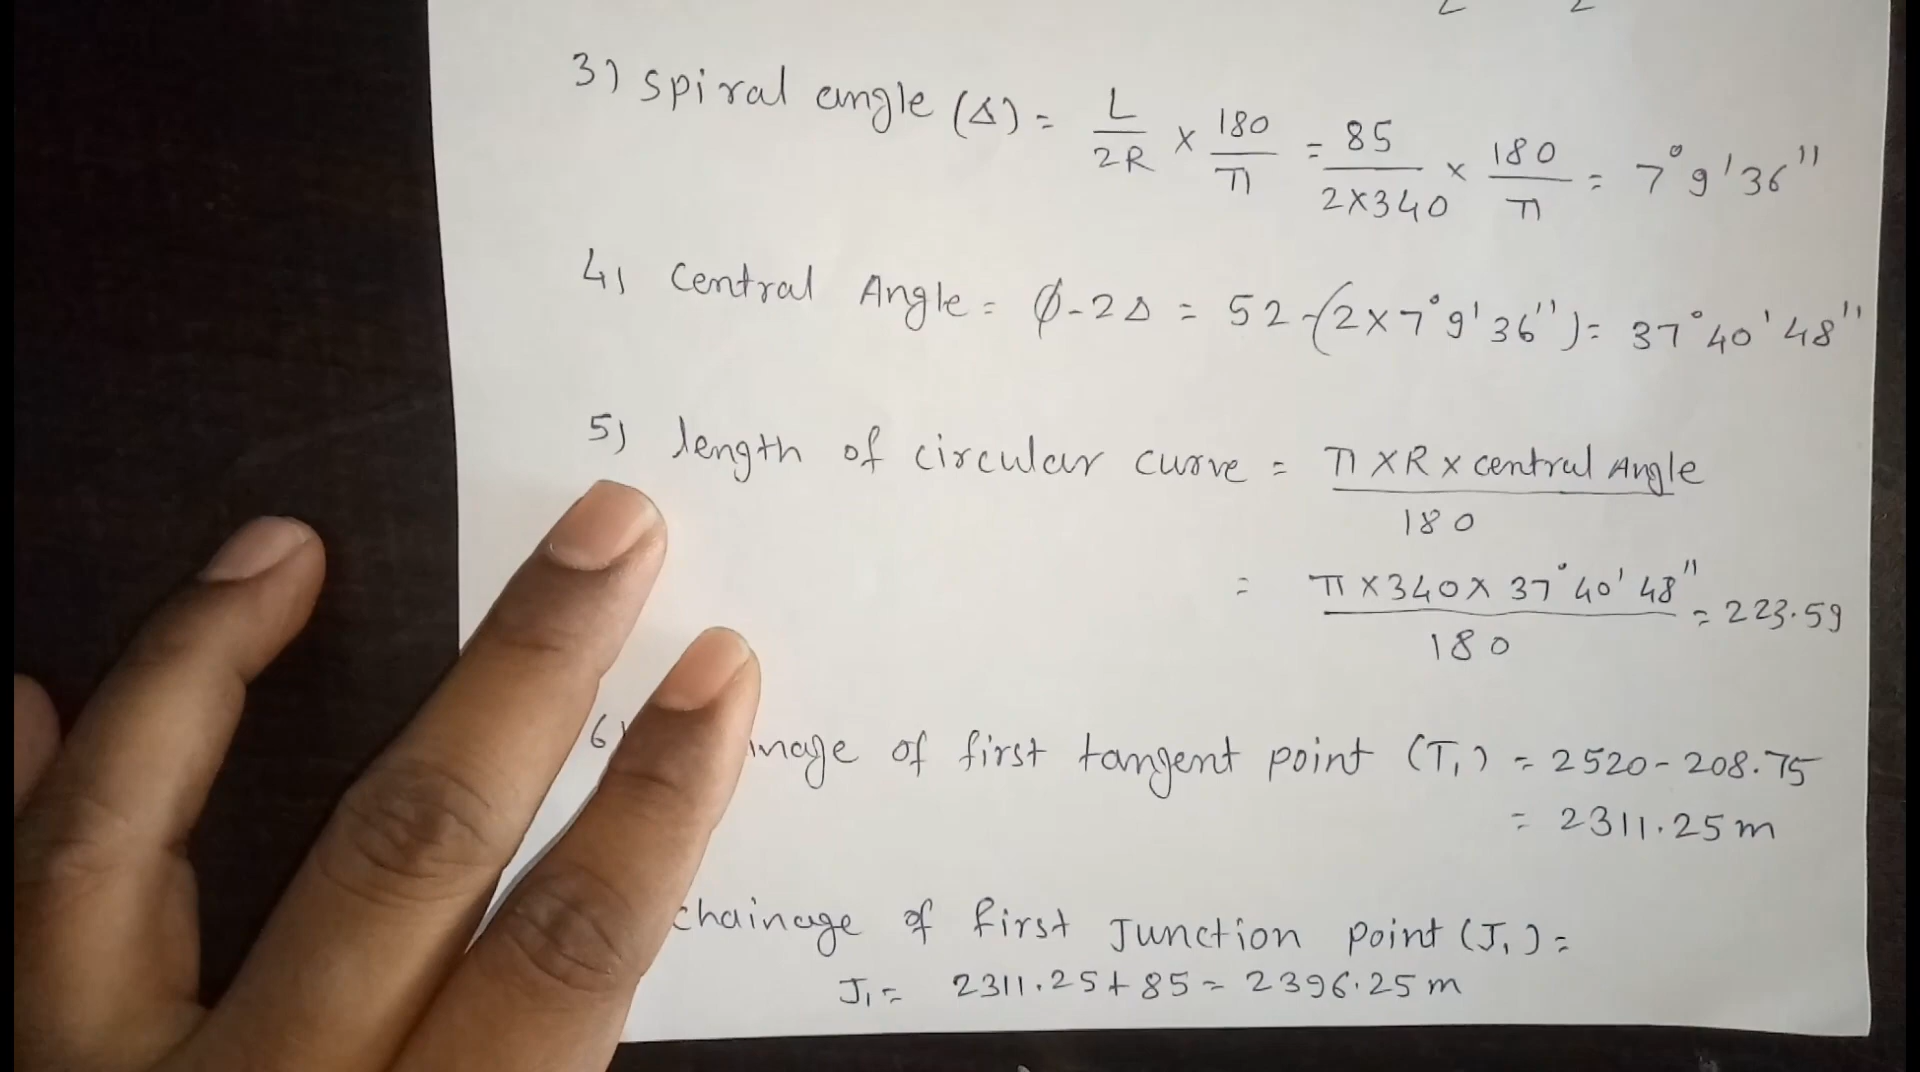 3) Spiral angle (Δ) = L/2R × 180/π = 85/2×340 × 180/π = 7°9'36"
4) Central Angle = Ø-2Δ = 52-(2×7°9'36") = 37°40'48"
5) length of circular curve = π×R×central Angle/180
= π×340×37°40'48"/180 = 223.59
6) of first tangent point (T₁) = 2520-208.75
= 2311.25m
chainage of first Junction point (J₁) =
J₁ = 2311.25+85 = 2396.25m